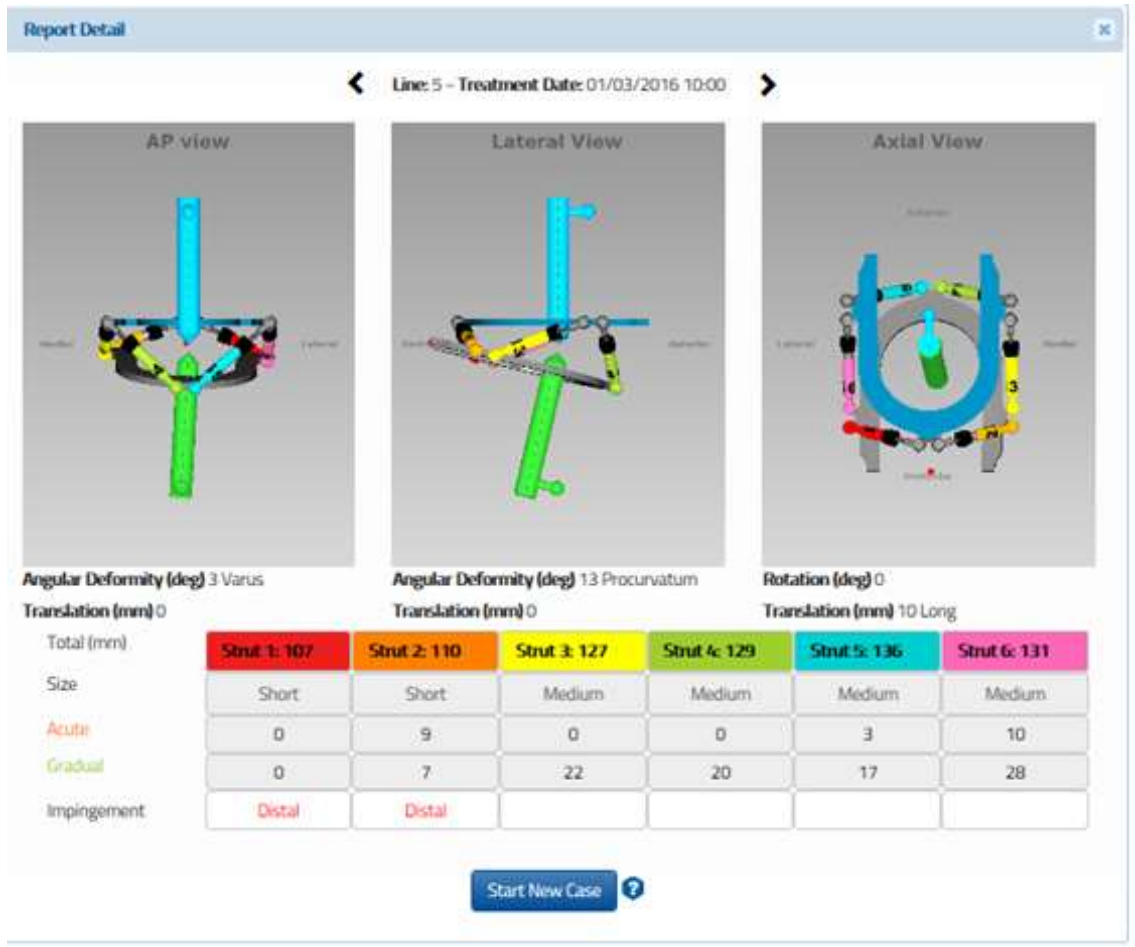 Report Detail
Line: 5 - Treatment Date: 01/03/2016 10:00
AP view Lateral View Axial View
Angular Deformity (deg) 3 Varus Angular Deformity (deg) 13 Procurvatum Rotation (deg) 0
Translation (mm) 0 Translation (mm) 0 Translation (mm) 10 Long
Total (mm) Strut 1: 107 Strut 2: 110 Strut 3: 127 Strut 4: 129 Strut 5: 136 Strut 6: 131
Size Short Short Medium Medium Medium Medium
Acute 0 9 0 0 3 10
Gradual 0 7 22 20 17 28
Impingement Distal Distal
Start New Case ?